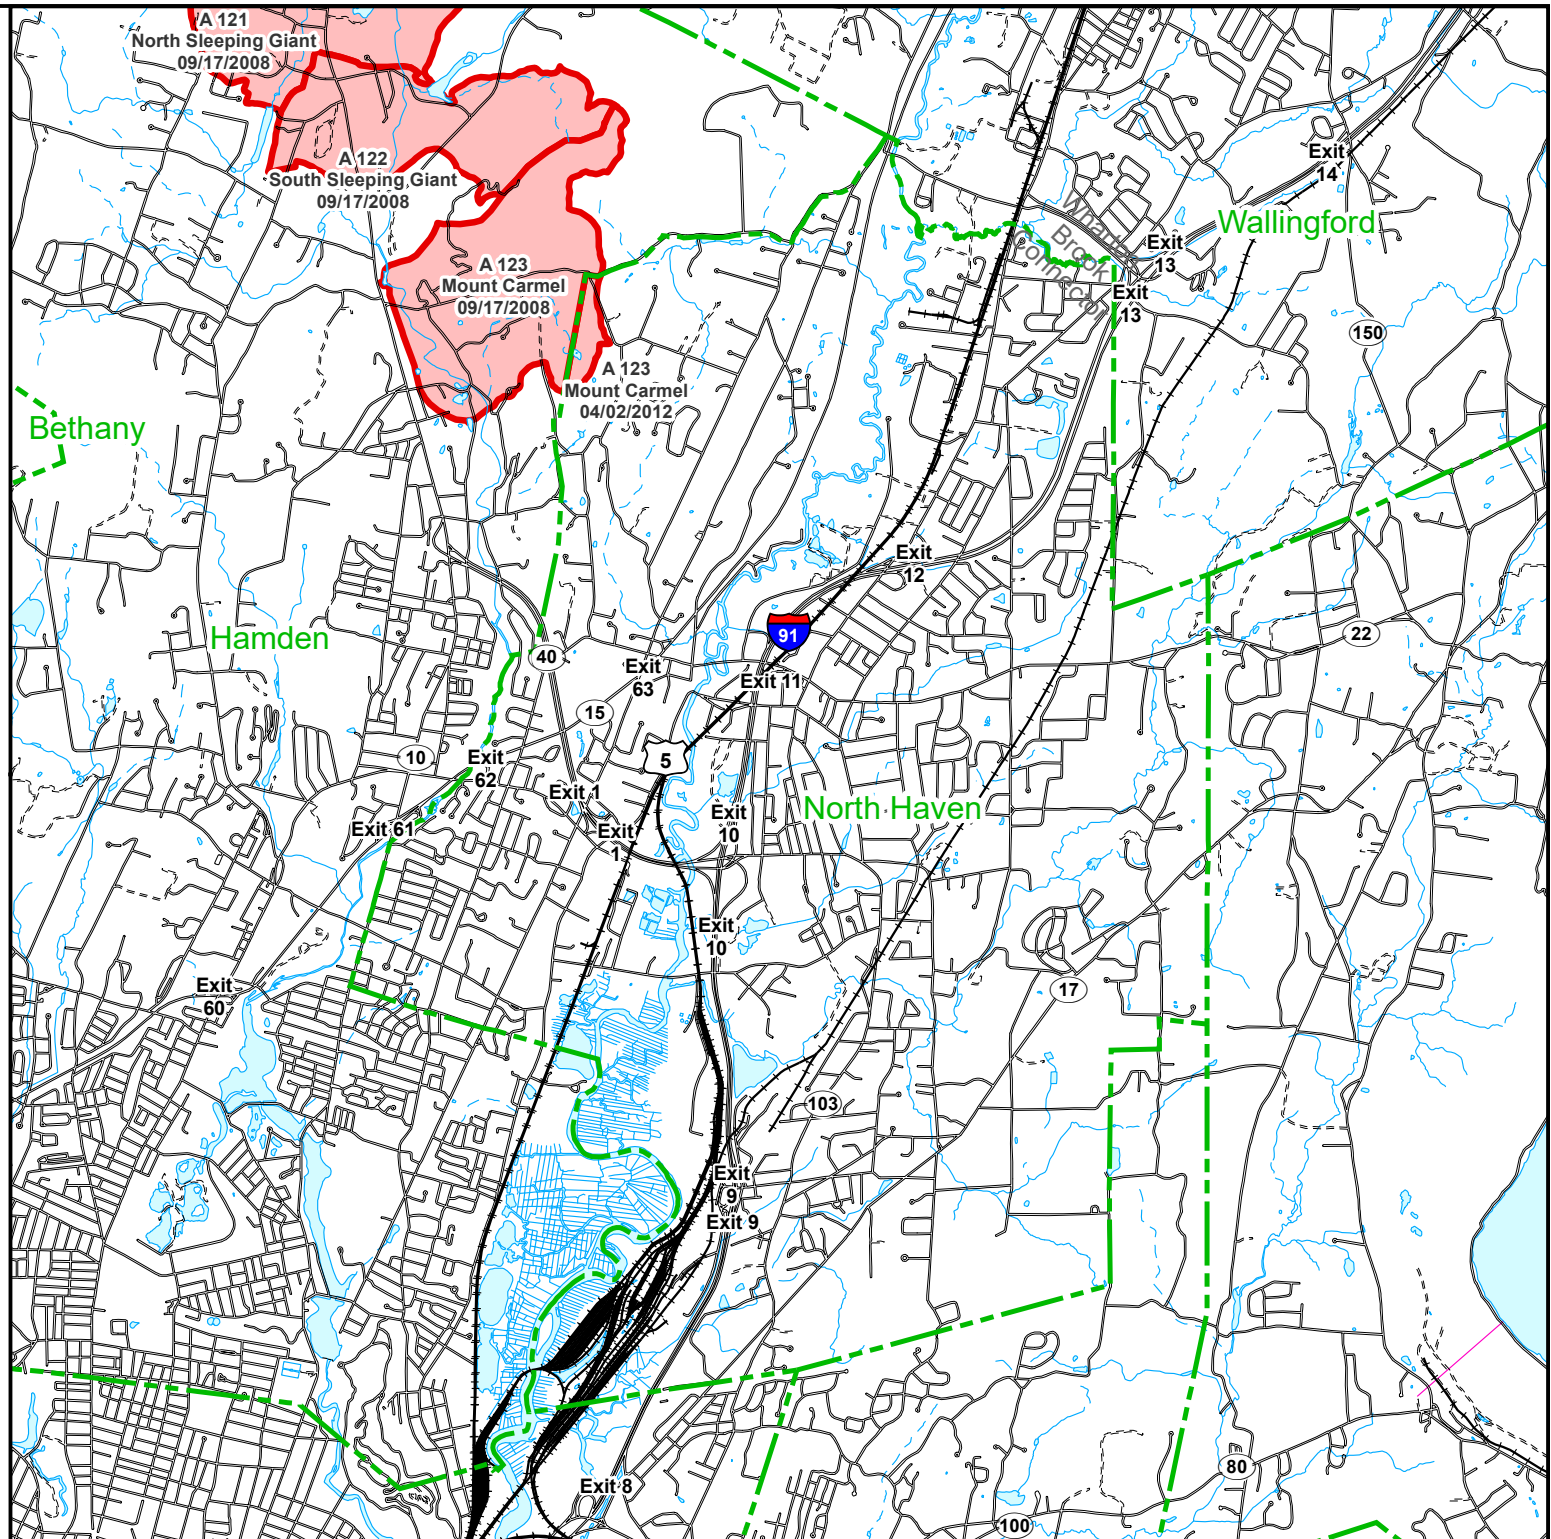 A 121
North Sleeping Giant
09/17/2008
A 122
South Sleeping Giant
09/17/2008
A 123
Mount Carmel
09/17/2008
A 123
Mount Carmel
04/02/2012
Exit
14
Wallingford
Wharton
Brook
Connector
Exit
13
Exit
13
150
Bethany
Exit
12
91
22
Hamden
40
Exit
63
Exit 11
15
5
10
Exit
62
Exit 1
Exit
10
North Haven
Exit 61
Exit
1
Exit
10
Exit
60
17
103
Exit
9
Exit 9
80
Exit 8
100